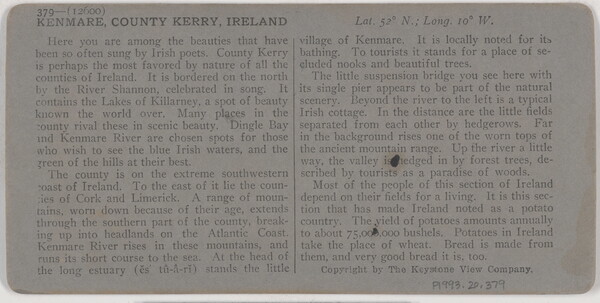 379—(12600)
KENMARE, COUNTY KERRY, IRELAND
Lat. 52° N.; Long. 10° W.
Here you are among the beauties that have
been so often sung by Irish poets. County Kerry
is perhaps the most favored by nature of all the
counties of Ireland. It is bordered on the north
by the River Shannon, celebrated in song. It
contains the Lakes of Killarney, a spot of beauty
known the world over. Many places in the
county rival these in scenic beauty. Dingle Bay
and Kenmare River are chosen spots for those
who wish to see the blue Irish waters, and the
green of the hills at their best.
The county is on the extreme southwestern
coast of Ireland. To the east of it lie the coun-
ties of Cork and Limerick. A range of moun-
tains, worn down because of their age, extends
through the southern part of the county, break-
ing up into headlands on the Atlantic Coast.
Kenmare River rises in these mountains, and
runs its short course to the sea. At the head of
the long estuary (ĕs´ tû-â-rĭ) stands the little
village of Kenmare. It is locally noted for its
bathing. To tourists it stands for a place of se-
cluded nooks and beautiful trees.
The little suspension bridge you see here with
its single pier appears to be part of the natural
scenery. Beyond the river to the left is a typical
Irish cottage. In the distance are the little fields
separated from each other by hedgerows. Far
in the background rises one of the worn tops of
the ancient mountain range. Up the river a little
way, the valley is hedged in by forest trees, de-
scribed by tourists as a paradise of woods.
Most of the people of this section of Ireland
depend on their fields for a living. It is this sec-
tion that has made Ireland noted as a potato
country. The yield of potatoes amounts annually
to about 75,000,000 bushels. Potatoes in Ireland
take the place of wheat. Bread is made from
them, and very good bread it is, too.
Copyright by The Keystone View Company.
P1993.20.379